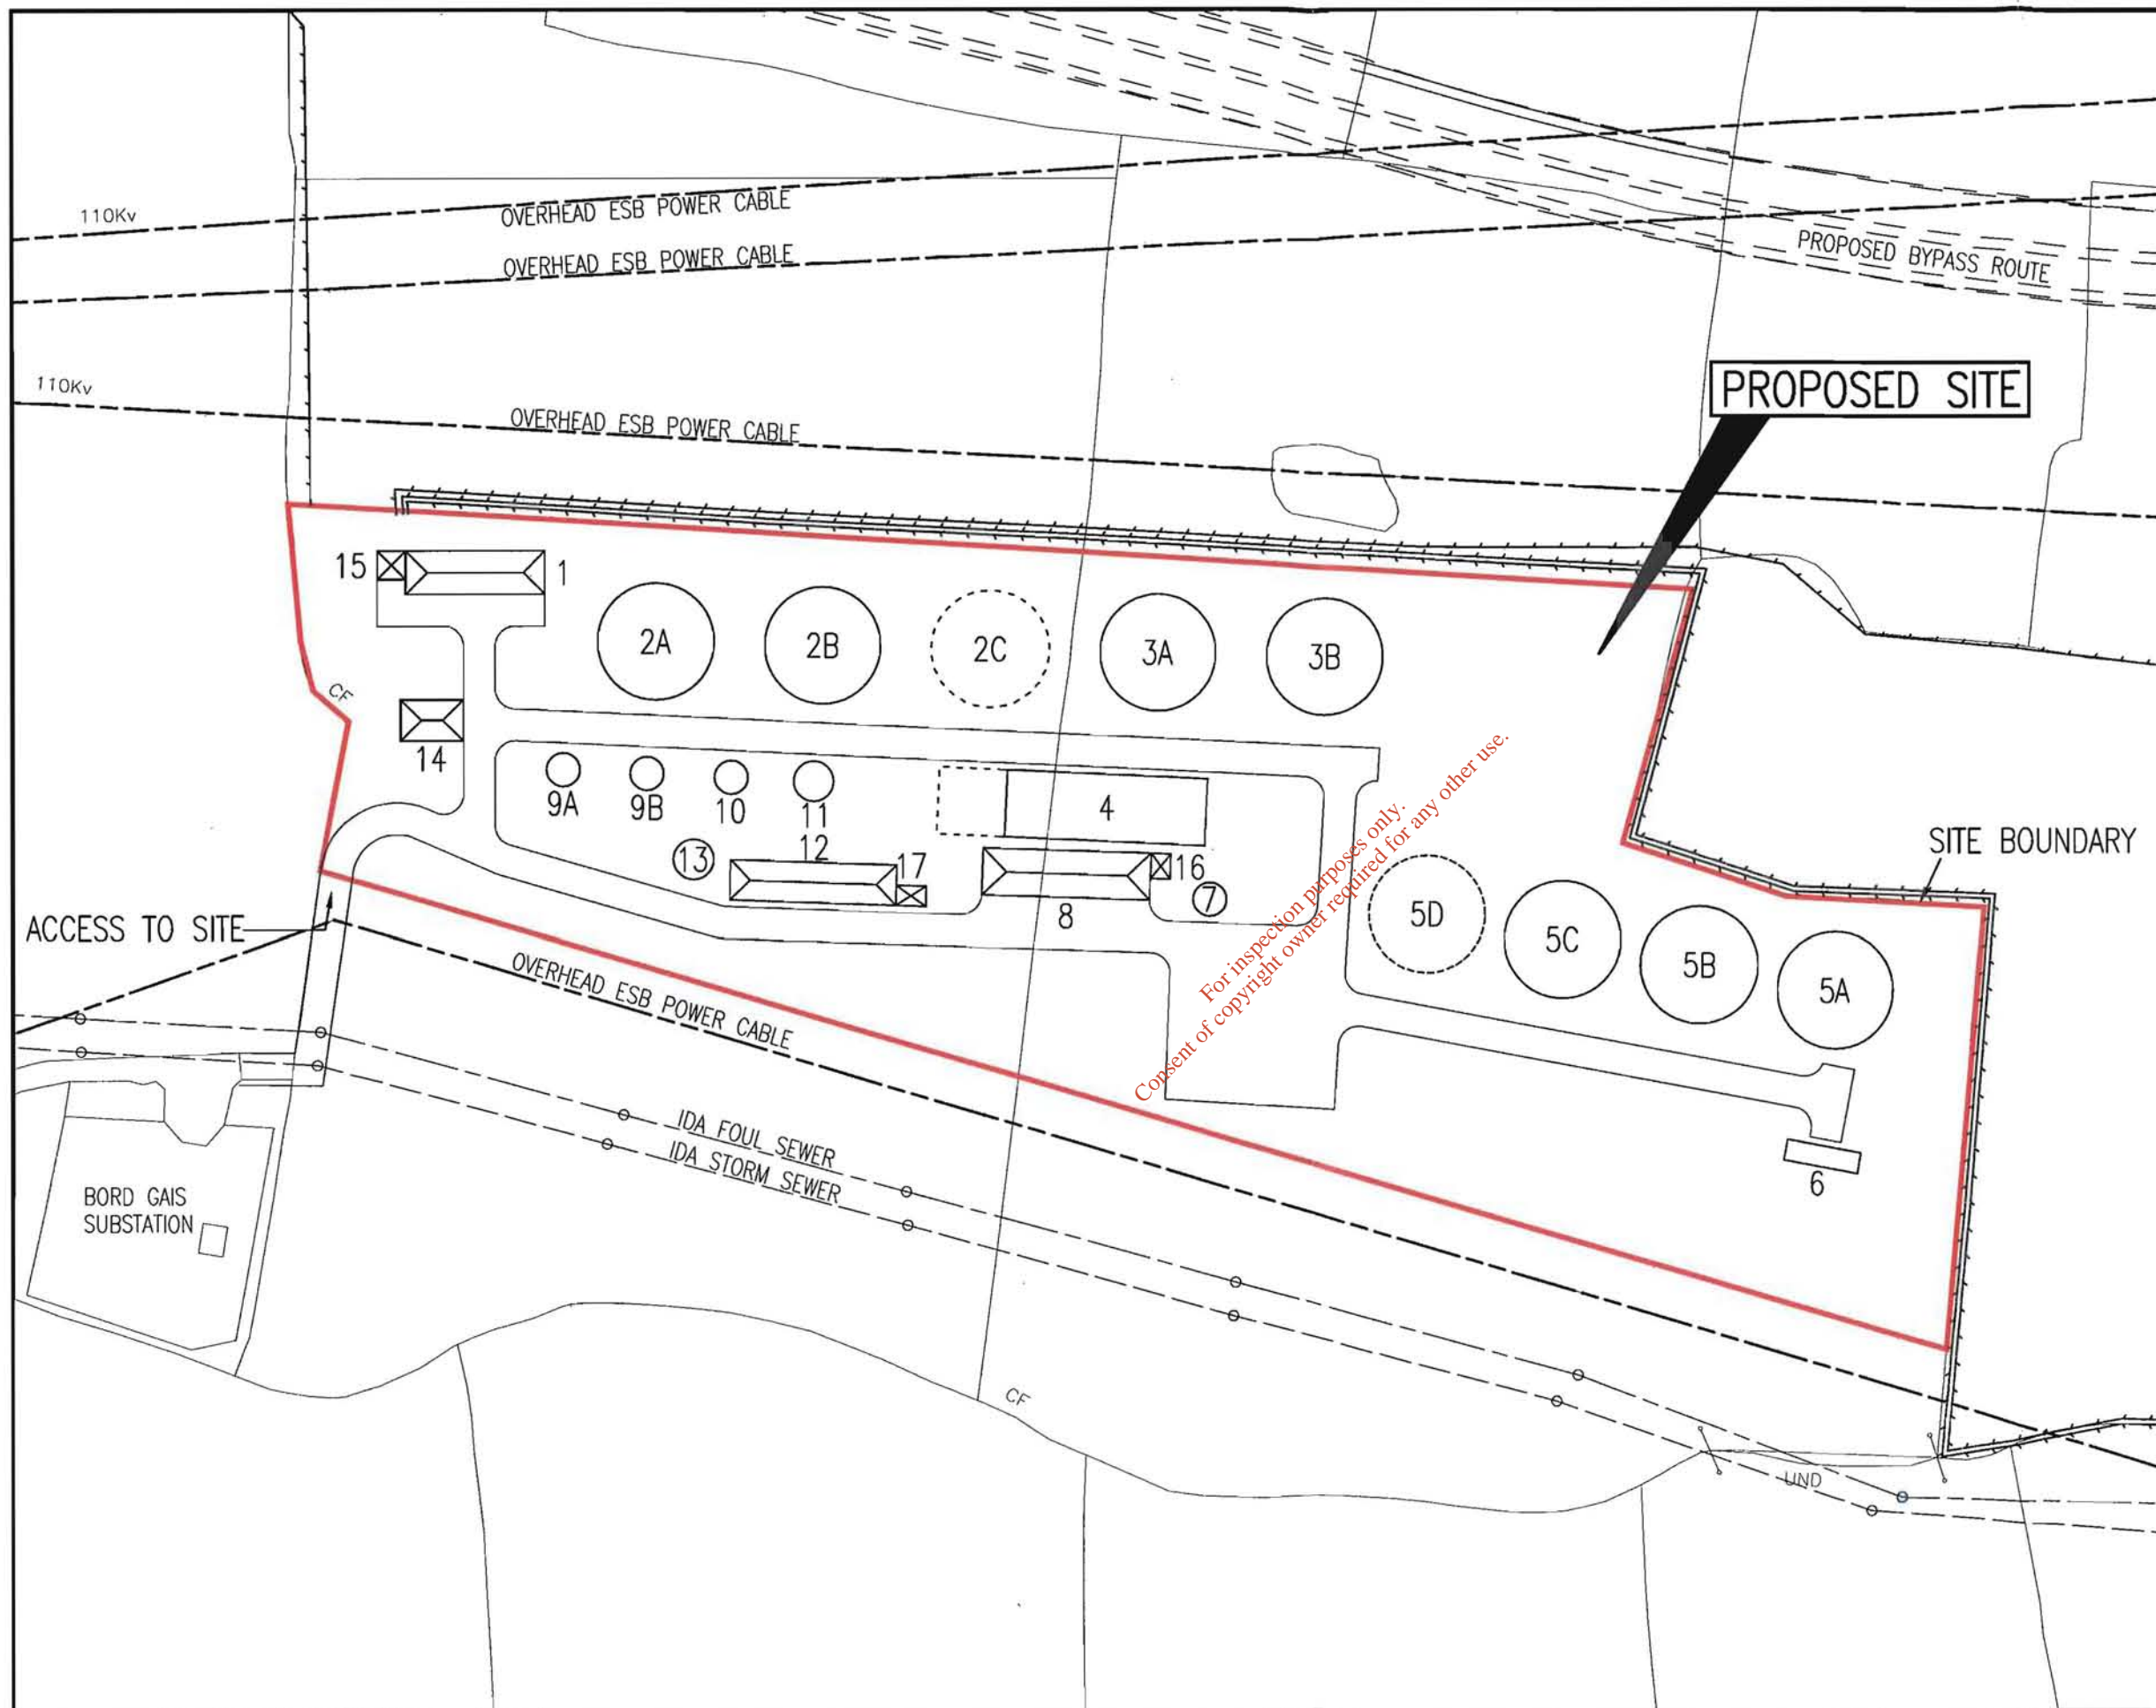 110Kv
OVERHEAD ESB POWER CABLE
OVERHEAD ESB POWER CABLE
PROPOSED BYPASS ROUTE
110Kv
OVERHEAD ESB POWER CABLE
PROPOSED SITE
15
1
2A
2B
2C
3A
3B
CF
14
9A
9B
10
11
4
12
13
17
16
7
8
For inspection purposes only.
Consent of copyright owner required for any other use.
SITE BOUNDARY
5D
5C
5B
5A
ACCESS TO SITE
OVERHEAD ESB POWER CABLE
IDA FOUL SEWER
IDA STORM SEWER
BORD GAIS
SUBSTATION
6
CF
UND